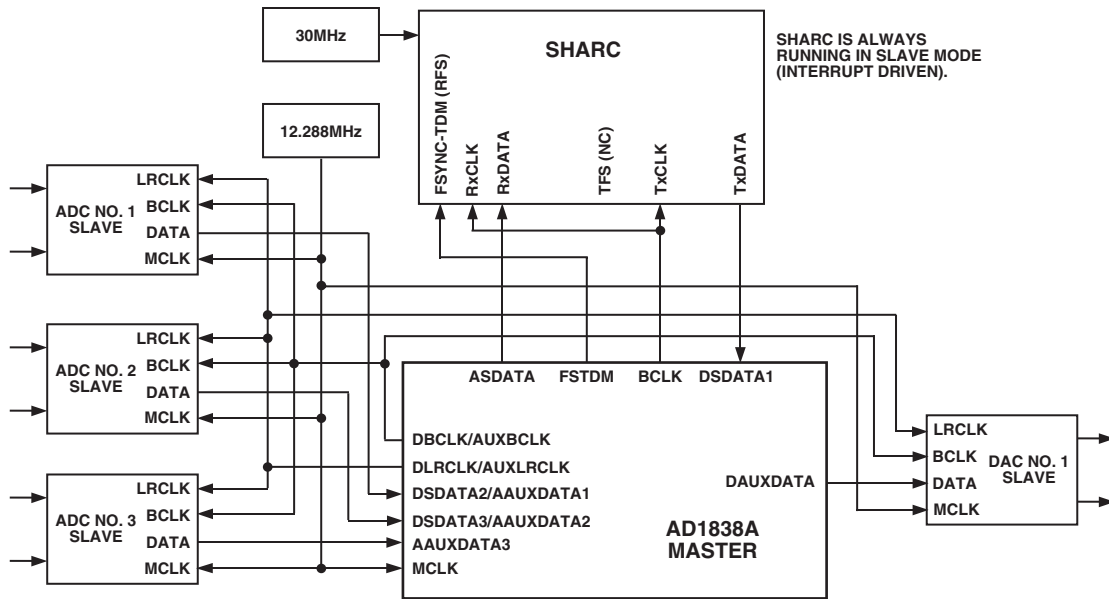 30MHz
SHARC
SHARC IS ALWAYS
RUNNING IN SLAVE MODE
(INTERRUPT DRIVEN).
12.288MHz
FSYNC-TDM (RFS)
RxCLK
RxDATA
TFS (NC)
TxCLK
TxDATA
ADC NO. 1
SLAVE
LRCLK
BCLK
DATA
MCLK
ADC NO. 2
SLAVE
LRCLK
BCLK
DATA
MCLK
ADC NO. 3
SLAVE
LRCLK
BCLK
DATA
MCLK
ASDATA
FSTDM
BCLK
DSDATA1
DBCLK/AUXBCLK
DLRCLK/AUXLRCLK
DSDATA2/AAUXDATA1
DSDATA3/AAUXDATA2
AAUXDATA3
MCLK
DAUXDATA
AD1838A
MASTER
LRCLK
BCLK
DATA
MCLK
DAC NO. 1
SLAVE